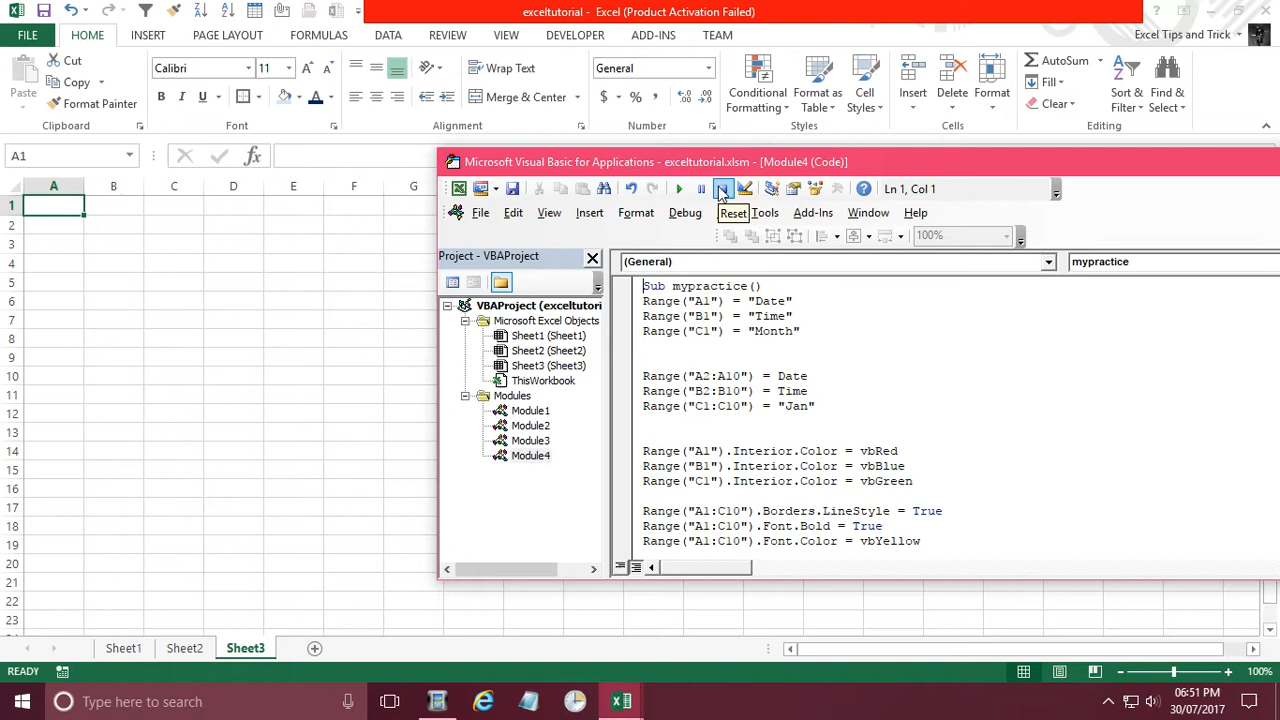 exceltutorial - Excel (Product Activation Failed)
FILE HOME INSERT PAGE LAYOUT FORMULAS DATA REVIEW VIEW DEVELOPER ADD-INS TEAM Excel Tips and Trick
Paste
Cut
Copy
Format Painter
Clipboard
Calibri 11
B I U
Font
Wrap Text
Merge & Center
Alignment
General
$ % ,
Number
Conditional Formatting
Format as Table
Cell Styles
Styles
Insert
Delete
Format
Cells
AutoSum
Fill
Clear
Sort & Filter
Find & Select
Editing
A1
fx
A B C D E F G
1
2
3
4
5
6
7
8
9
10
11
12
13
14
15
16
17
18
19
20
21
22
23
Microsoft Visual Basic for Applications - exceltutorial.xlsm - [Module4 (Code)]
Ln 1, Col 1
File Edit View Insert Format Debug Tools Add-Ins Window Help
Reset
100%
Project - VBAProject
VBAProject (exceltutori
Microsoft Excel Objects
Sheet1 (Sheet1)
Sheet2 (Sheet2)
Sheet3 (Sheet3)
ThisWorkbook
Modules
Module1
Module2
Module3
Module4
(General) mypractice
Sub mypractice()
Range("A1") = "Date"
Range("B1") = "Time"
Range("C1") = "Month"
Range("A2:A10") = Date
Range("B2:B10") = Time
Range("C1:C10") = "Jan"
Range("A1").Interior.Color = vbRed
Range("B1").Interior.Color = vbBlue
Range("C1").Interior.Color = vbGreen
Range("A1:C10").Borders.LineStyle = True
Range("A1:C10").Font.Bold = True
Range("A1:C10").Font.Color = vbYellow
Sheet1 Sheet2 Sheet3
READY
100%
Type here to search
06:51 PM
30/07/2017